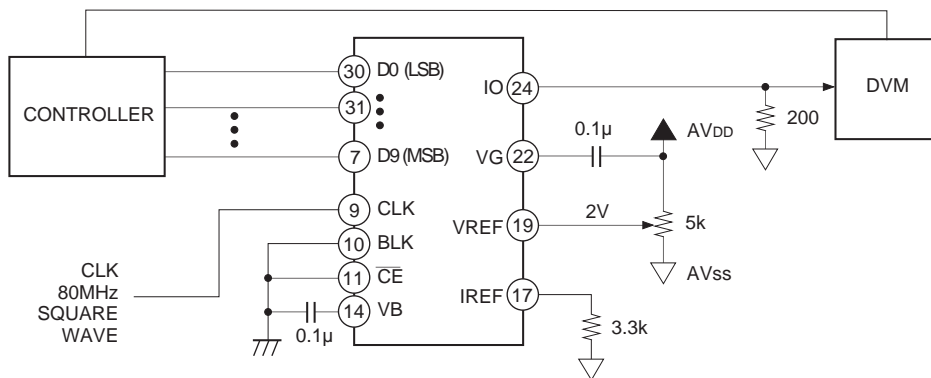 CONTROLLER
30 D0 (LSB)
31
7 D9 (MSB)
9 CLK
10 BLK
11 CE
14 VB
0.1µ
CLK
80MHz
SQUARE
WAVE
IO 24
VG 22
VREF 19
IREF 17
0.1µ
AVDD
2V
5k
AVss
3.3k
200
DVM